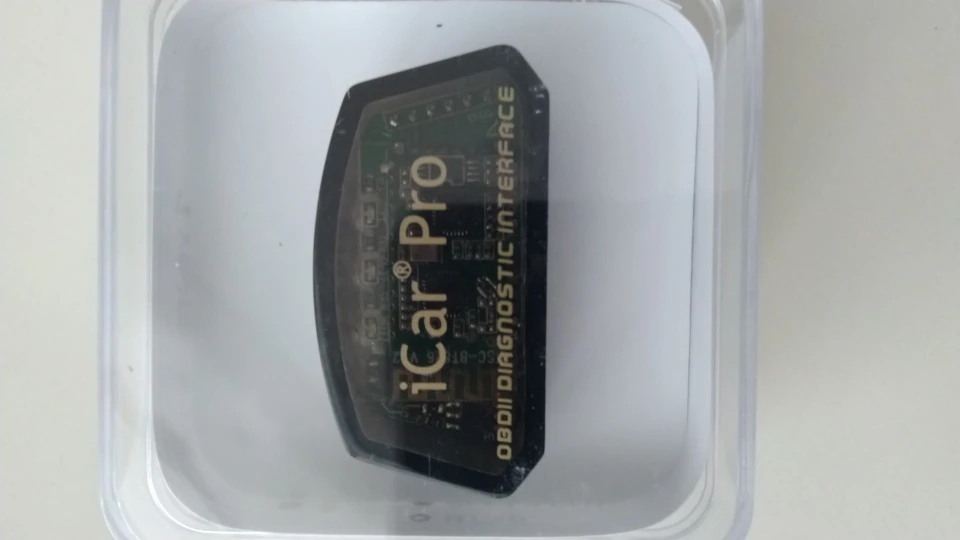 iCar® Pro
OBDII DIAGNOSTIC INTERFACE